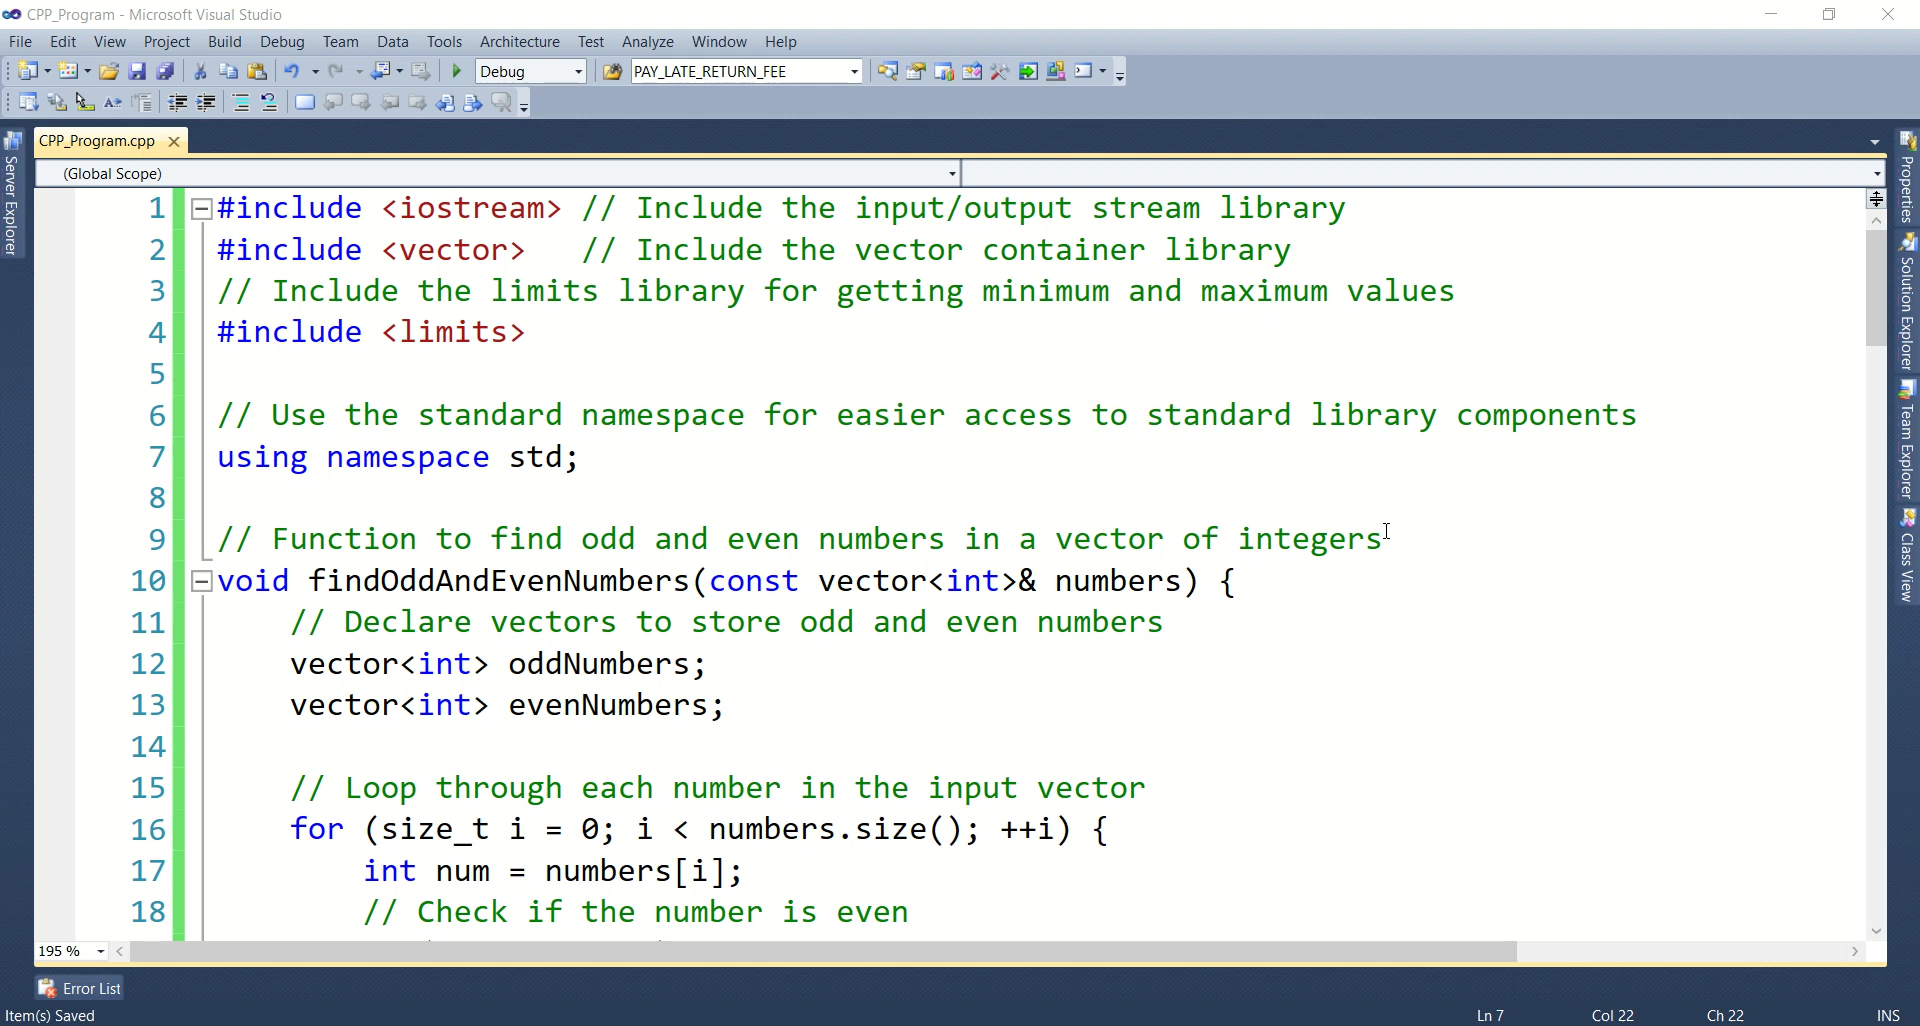 CPP_Program - Microsoft Visual Studio
File Edit View Project Build Debug Team Data Tools Architecture Test Analyze Window Help
Debug PAY_LATE_RETURN_FEE
CPP_Program.cpp
(Global Scope)
1 #include <iostream> // Include the input/output stream library
2 #include <vector>   // Include the vector container library
3 // Include the limits library for getting minimum and maximum values
4 #include <limits>
5
6 // Use the standard namespace for easier access to standard library components
7 using namespace std;
8
9 // Function to find odd and even numbers in a vector of integers
10 void findOddAndEvenNumbers(const vector<int>& numbers) {
11     // Declare vectors to store odd and even numbers
12     vector<int> oddNumbers;
13     vector<int> evenNumbers;
14
15     // Loop through each number in the input vector
16     for (size_t i = 0; i < numbers.size(); ++i) {
17         int num = numbers[i];
18         // Check if the number is even
195 %
Server Explorer
Properties
Solution Explorer
Team Explorer
Class View
Error List
Item(s) Saved Ln 7 Col 22 Ch 22 INS